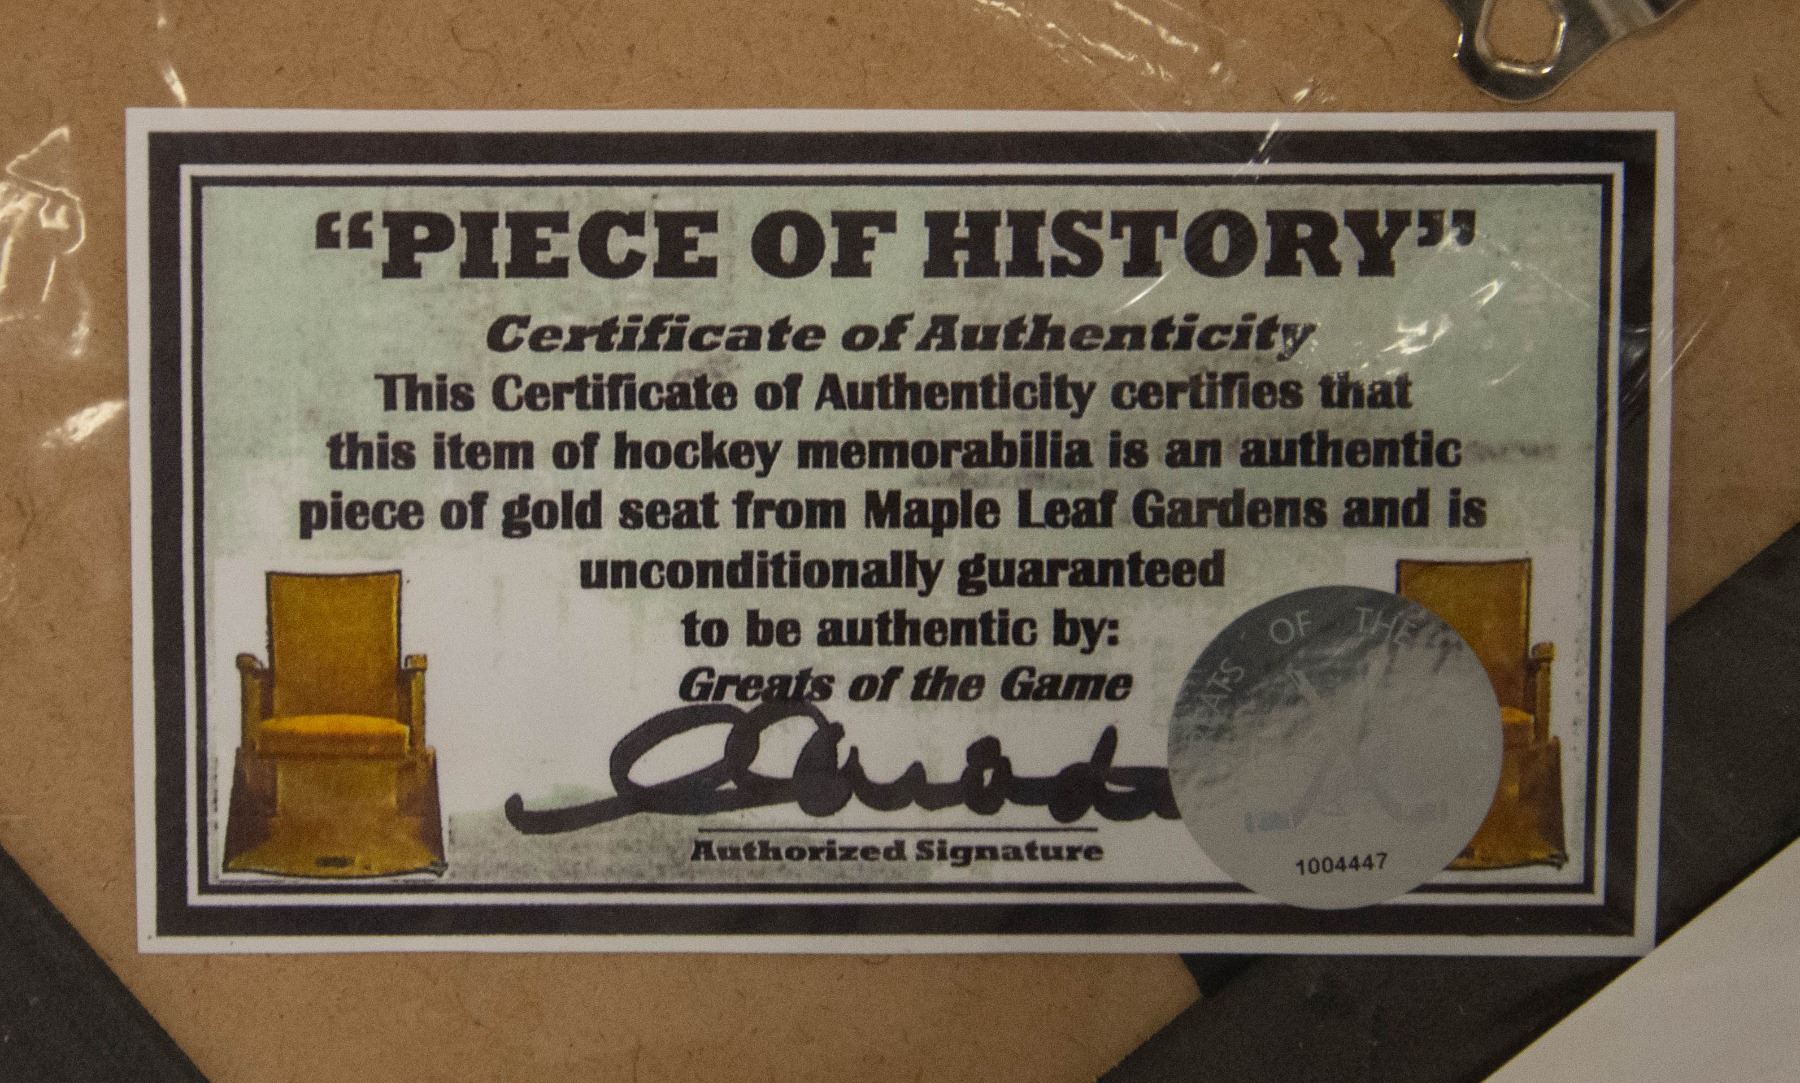 “PIECE OF HISTORY”
Certificate of Authenticity
This Certificate of Authenticity certifies that
this item of hockey memorabilia is an authentic
piece of gold seat from Maple Leaf Gardens and is
unconditionally guaranteed
to be authentic by:
Greats of the Game
Authorized Signature
OF THE
1004447